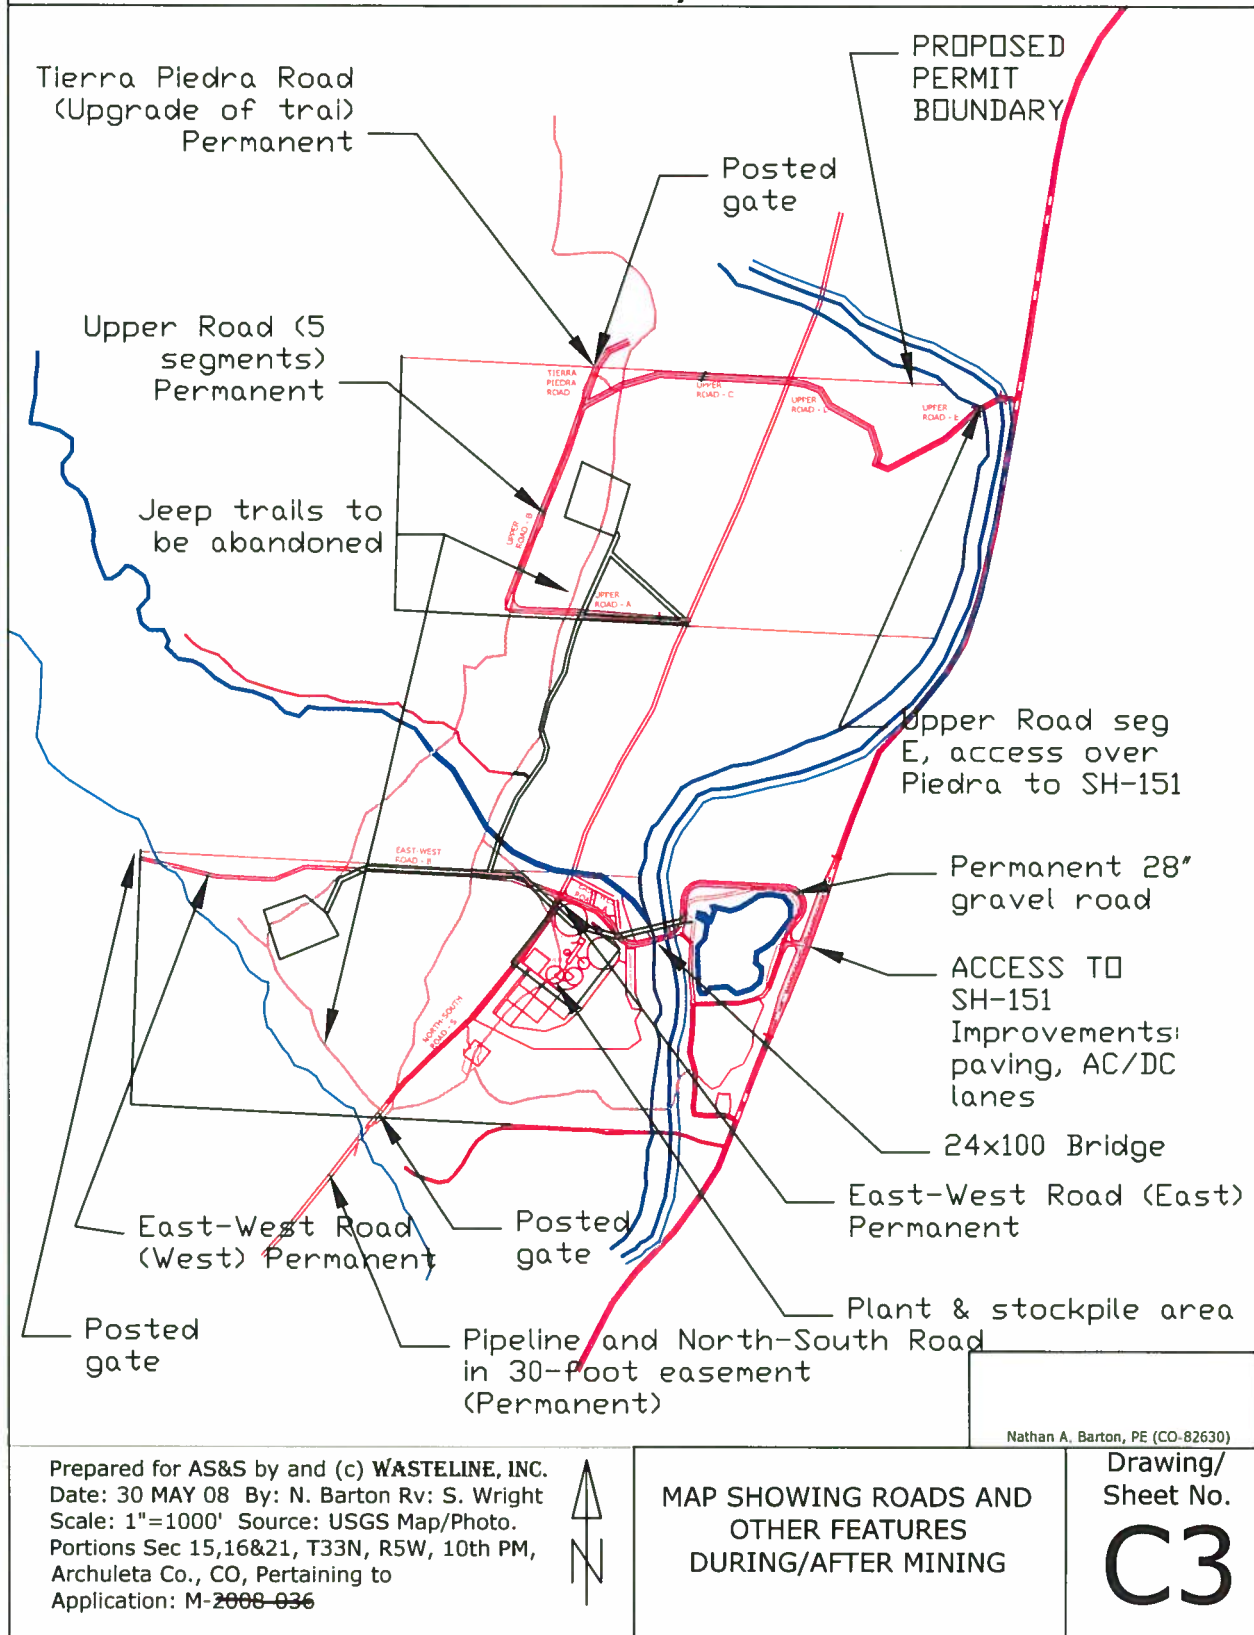 PROPOSED
PERMIT
BOUNDARY
Tierra Piedra Road
(Upgrade of trai)
Permanent
Posted
gate
Upper Road (5
segments)
Permanent
TIERRA
PIEDRA
ROAD
UPPER
ROAD - C
UPPER
UPPER
ROAD - E
Jeep trails to
be abandoned
UPPER
ROAD - B
UPPER
ROAD - A
Upper Road seg
E, access over
Piedra to SH-151
EAST-WEST
ROAD - B
Permanent 28"
gravel road
ACCESS TO
SH-151
Improvements:
paving, AC/DC
lanes
NORTH-SOUTH
ROAD - S
24x100 Bridge
East-West Road (East)
Permanent
East-West Road
(West) Permanent
Posted
gate
Plant & stockpile area
Posted
gate
Pipeline and North-South Road
in 30-foot easement
(Permanent)
Nathan A. Barton, PE (CO-82630)
Prepared for AS&S by and (c) WASTELINE, INC.
Date: 30 MAY 08 By: N. Barton Rv: S. Wright
Scale: 1"=1000' Source: USGS Map/Photo.
Portions Sec 15,16&21, T33N, R5W, 10th PM,
Archuleta Co., CO, Pertaining to
Application: M-2008-036
N
MAP SHOWING ROADS AND
OTHER FEATURES
DURING/AFTER MINING
Drawing/
Sheet No.
C3